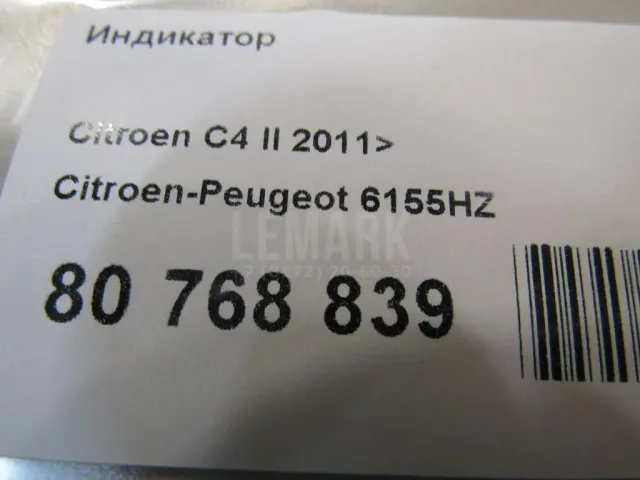 Индикатор
Citroen C4 II 2011>
Citroen-Peugeot 6155HZ
LEMARK
80 768 839